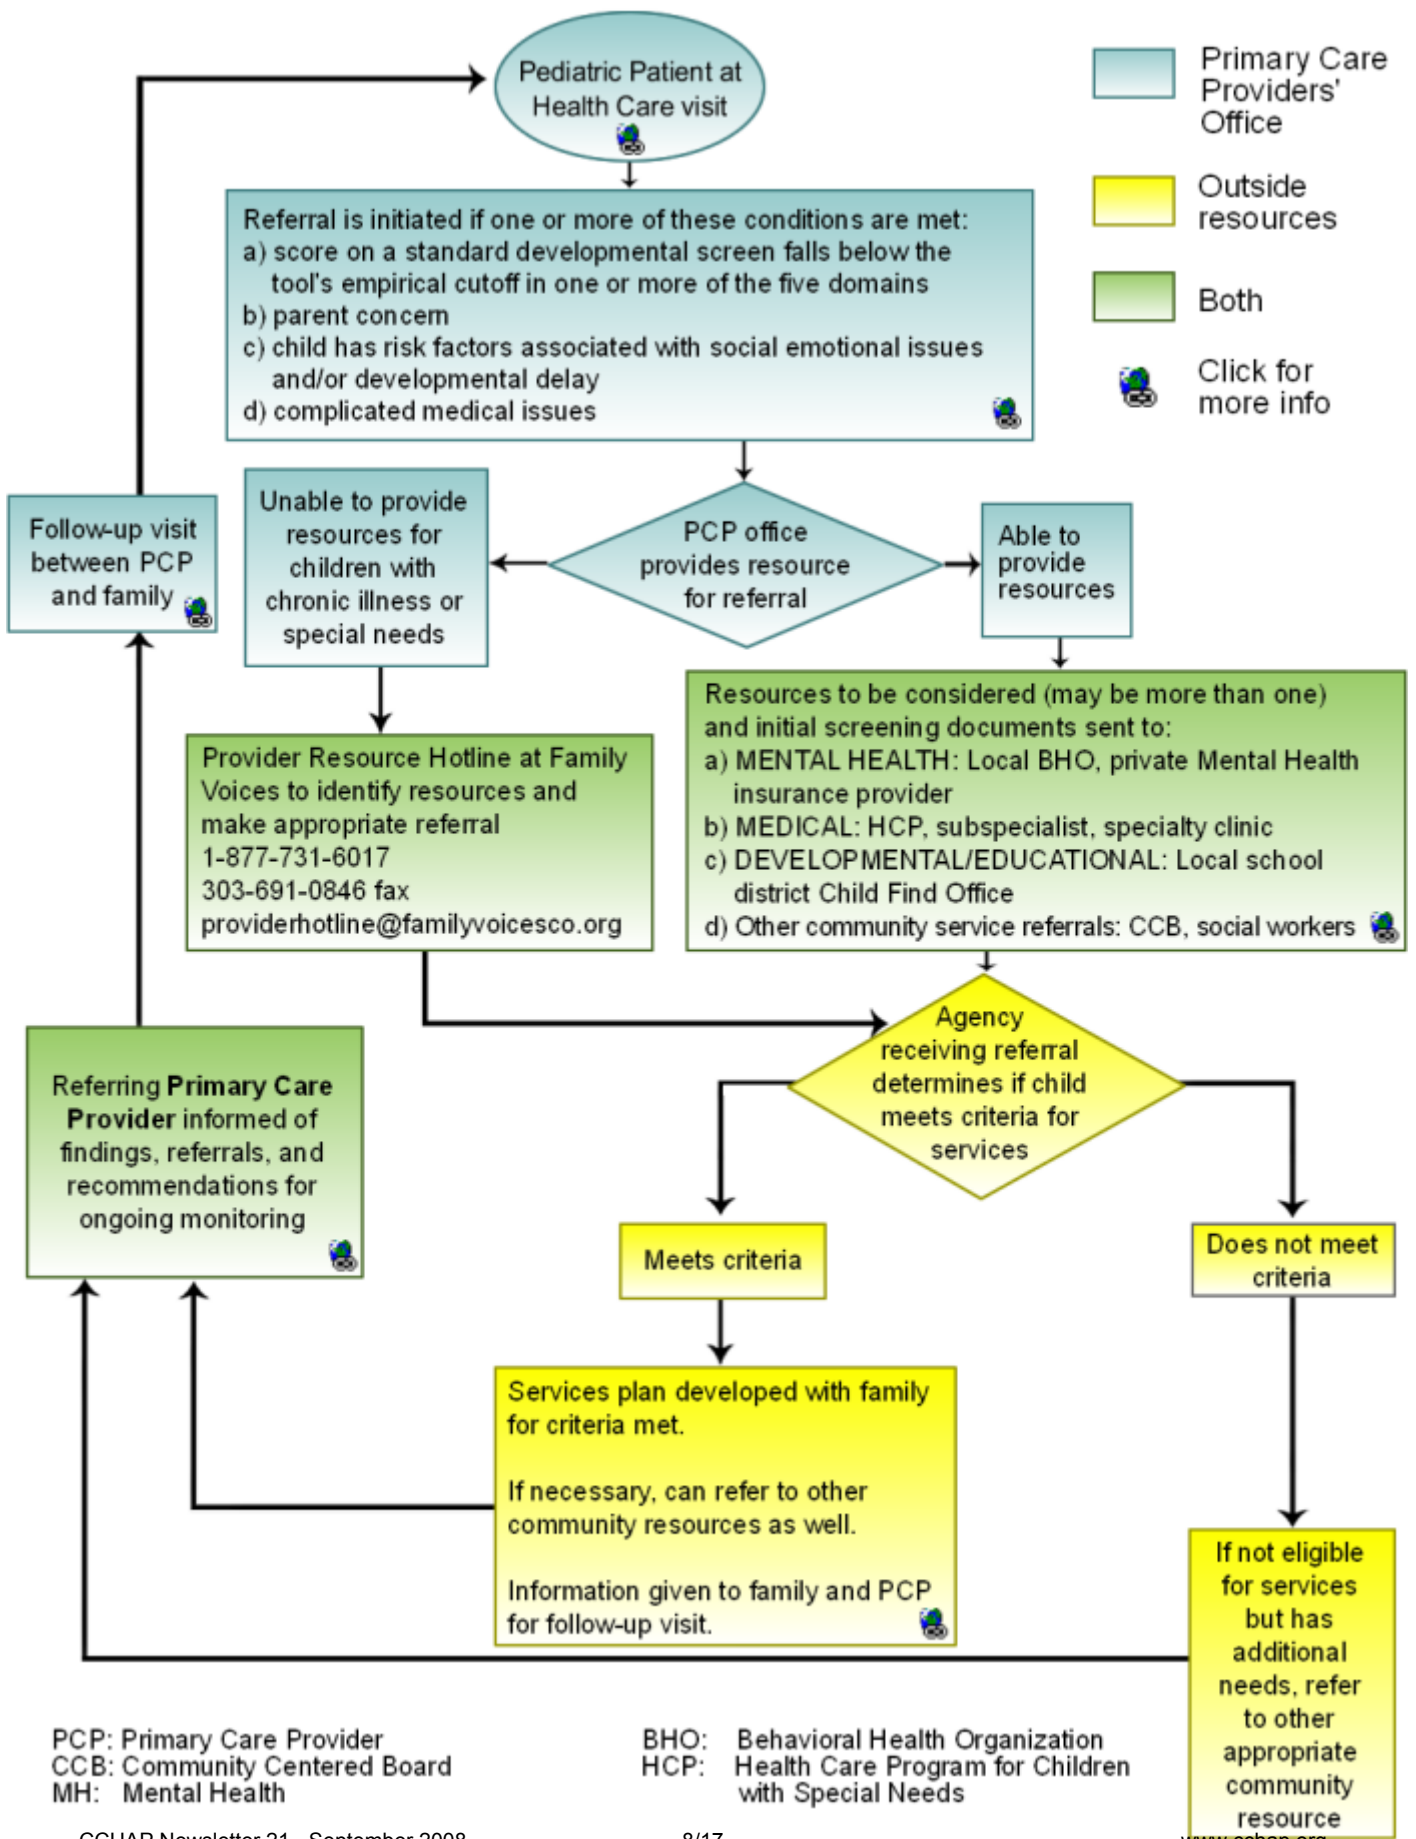 Pediatric Patient at
Health Care visit
Primary Care
Providers'
Office
Outside
resources
Both
Click for
more info
Referral is initiated if one or more of these conditions are met:
a) score on a standard developmental screen falls below the
tool's empirical cutoff in one or more of the five domains
b) parent concern
c) child has risk factors associated with social emotional issues
and/or developmental delay
d) complicated medical issues
Follow-up visit
between PCP
and family
Unable to provide
resources for
children with
chronic illness or
special needs
PCP office
provides resource
for referral
Able to
provide
resources
Provider Resource Hotline at Family
Voices to identify resources and
make appropriate referral
1-877-731-6017
303-691-0846 fax
providerhotline@familyvoicesco.org
Resources to be considered (may be more than one)
and initial screening documents sent to:
a) MENTAL HEALTH: Local BHO, private Mental Health
insurance provider
b) MEDICAL: HCP, subspecialist, specialty clinic
c) DEVELOPMENTAL/EDUCATIONAL: Local school
district Child Find Office
d) Other community service referrals: CCB, social workers
Agency
receiving referral
determines if child
meets criteria for
services
Referring Primary Care
Provider informed of
findings, referrals, and
recommendations for
ongoing monitoring
Meets criteria
Does not meet
criteria
Services plan developed with family
for criteria met.
If necessary, can refer to other
community resources as well.
Information given to family and PCP
for follow-up visit.
If not eligible
for services
but has
additional
needs, refer
to other
appropriate
community
resource
PCP: Primary Care Provider
CCB: Community Centered Board
MH: Mental Health
BHO: Behavioral Health Organization
HCP: Health Care Program for Children
with Special Needs
Newsletter 21 - September 2008
8/17